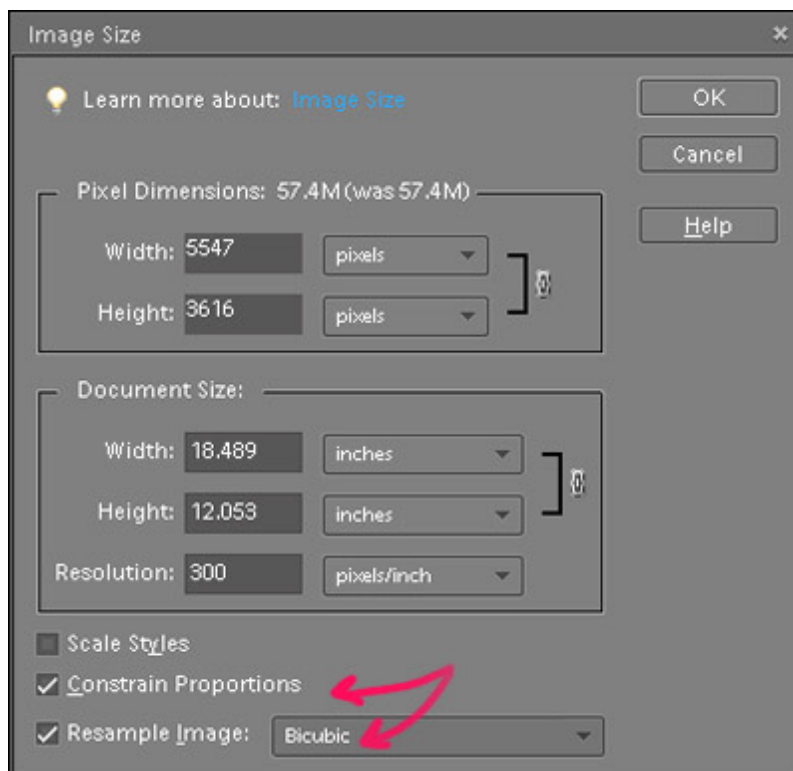 Image Size
Learn more about: Image Size
OK
Cancel
Help
Pixel Dimensions: 57.4M (was 57.4M)
Width: 5547 pixels
Height: 3616 pixels
Document Size:
Width: 18.489 inches
Height: 12.053 inches
Resolution: 300 pixels/inch
Scale Styles
Constrain Proportions
Resample Image: Bicubic